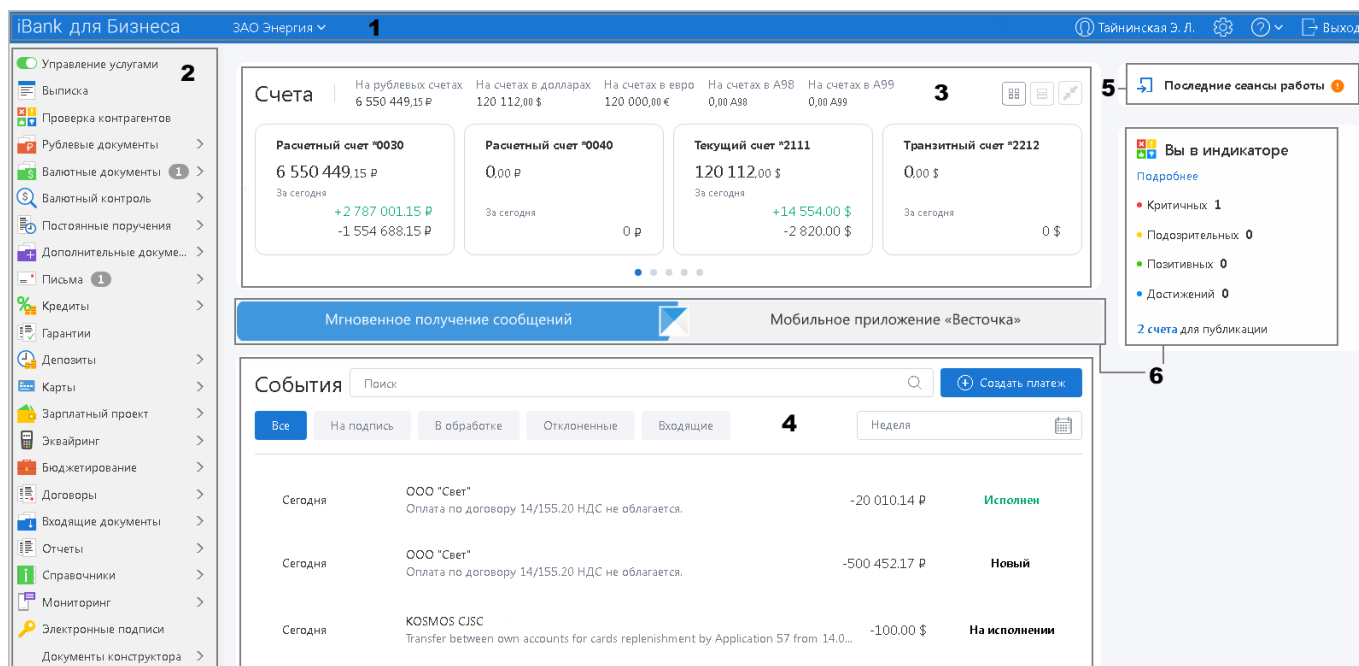 iBank для Бизнеса
ЗАО Энергия
1
Тайнинская Э. Л.
Выход
2
Управление услугами
Выписка
Проверка контрагентов
Рублевые документы
Валютные документы 1
Валютный контроль
Постоянные поручения
Дополнительные докуме...
Письма 1
Кредиты
Гарантии
Депозиты
Карты
Зарплатный проект
Эквайринг
Бюджетирование
Договоры
Входящие документы
Отчеты
Справочники
Мониторинг
Электронные подписи
Документы конструктора
Счета
На рублевых счетах
6 550 449,15 ₽
На счетах в долларах
120 112,00 $
На счетах в евро
120 000,00 €
На счетах в A98
0,00 A98
На счетах в A99
0,00 A99
3
Расчетный счет *0030
6 550 449,15 ₽
За сегодня
+2 787 001.15 ₽
-1 554 688.15 ₽
Расчетный счет *0040
0,00 ₽
За сегодня
0 ₽
Текущий счет *2111
120 112,00 $
За сегодня
+14 554.00 $
-2 820.00 $
Транзитный счет *2212
0,00 $
За сегодня
0 $
Мгновенное получение сообщений
Мобильное приложение «Весточка»
События
Поиск
Создать платеж
Все
На подпись
В обработке
Отклоненные
Входящие
4
Неделя
Сегодня
ООО "Свет"
Оплата по договору 14/155.20 НДС не облагается.
-20 010.14 ₽
Исполнен
Сегодня
ООО "Свет"
Оплата по договору 14/155.20 НДС не облагается.
-500 452.17 ₽
Новый
Сегодня
KOSMOS CJSC
Transfer between own accounts for cards replenishment by Application 57 from 14.0...
-100.00 $
На исполнении
5
Последние сеансы работы
Вы в индикаторе
Подробнее
Критичных 1
Подозрительных 0
Позитивных 0
Достижений 0
2 счета для публикации
6